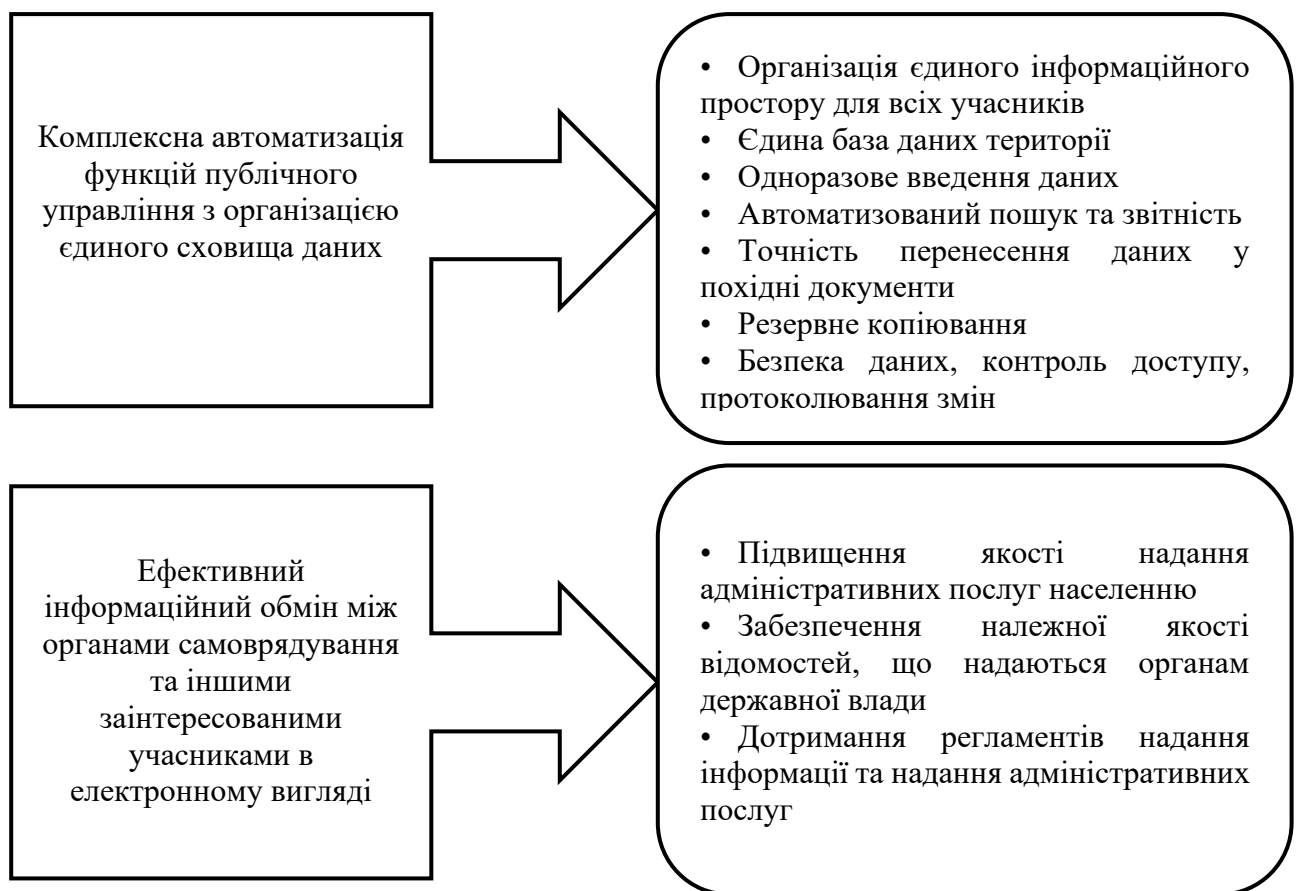 Комплексна автоматизація
функцій публічного
управління з організацією
єдиного сховища даних
• Організація єдиного інформаційного
простору для всіх учасників
• Єдина база даних території
• Одноразове введення даних
• Автоматизований пошук та звітність
• Точність перенесення даних у
похідні документи
• Резервне копіювання
• Безпека даних, контроль доступу,
протоколювання змін
Ефективний
інформаційний обмін між
органами самоврядування
та іншими
заінтересованими
учасниками в
електронному вигляді
• Підвищення якості надання
адміністративних послуг населенню
• Забезпечення належної якості
відомостей, що надаються органам
державної влади
• Дотримання регламентів надання
інформації та надання адміністративних
послуг